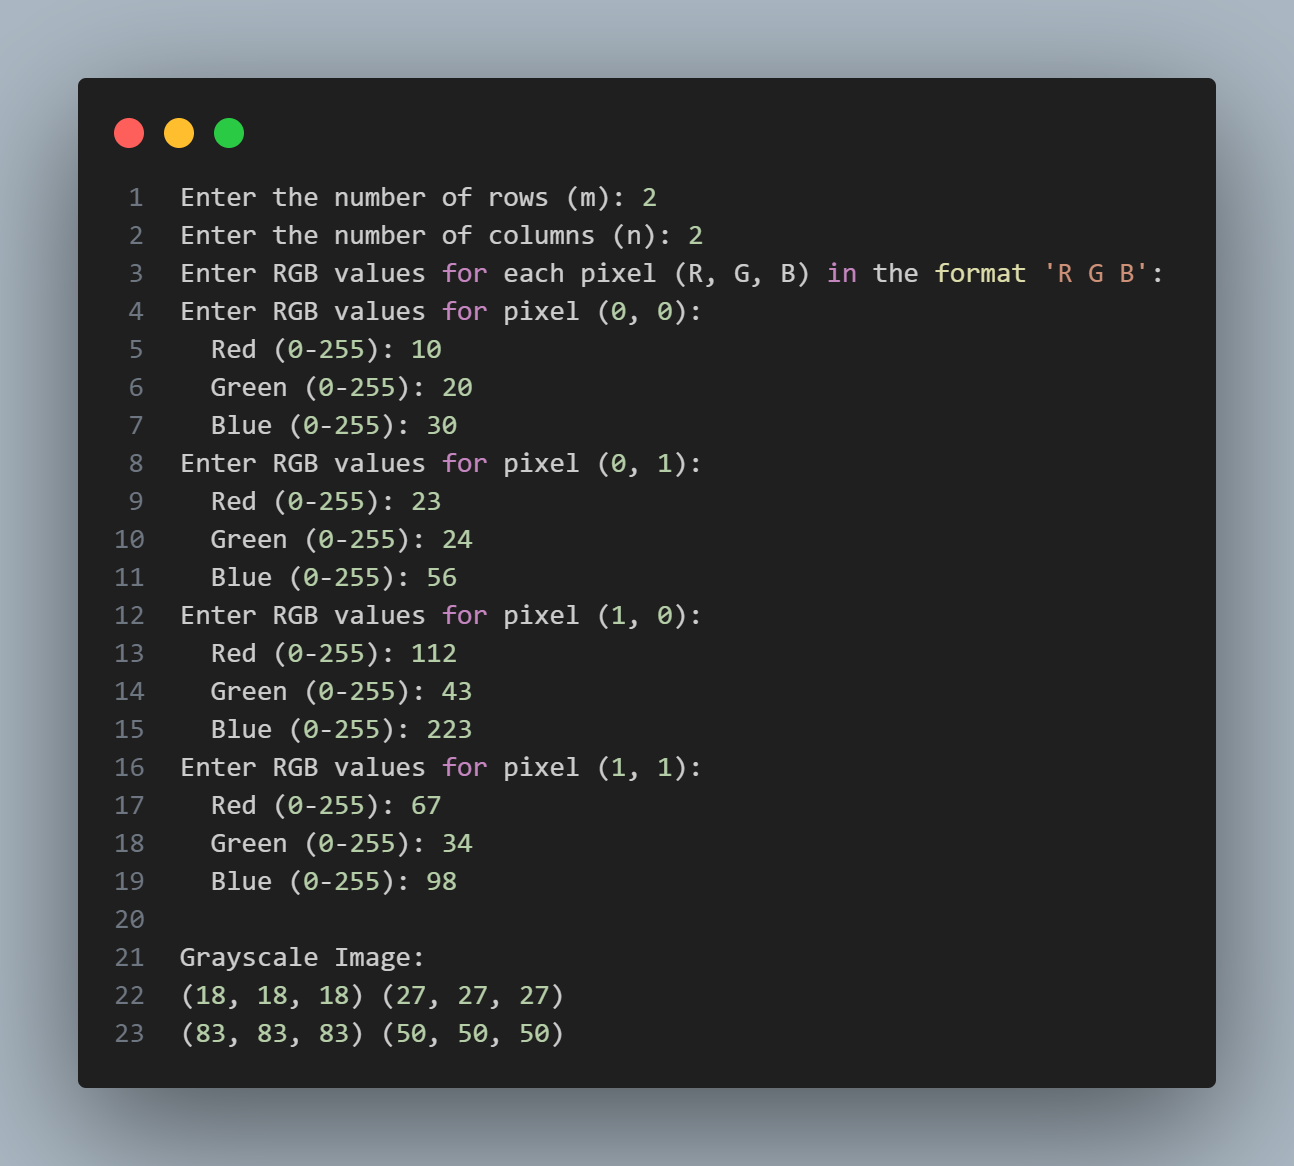 1 Enter the number of rows (m): 2
2 Enter the number of columns (n): 2
3 Enter RGB values for each pixel (R, G, B) in the format 'R G B':
4 Enter RGB values for pixel (0, 0):
5   Red (0-255): 10
6   Green (0-255): 20
7   Blue (0-255): 30
8 Enter RGB values for pixel (0, 1):
9   Red (0-255): 23
10   Green (0-255): 24
11   Blue (0-255): 56
12 Enter RGB values for pixel (1, 0):
13   Red (0-255): 112
14   Green (0-255): 43
15   Blue (0-255): 223
16 Enter RGB values for pixel (1, 1):
17   Red (0-255): 67
18   Green (0-255): 34
19   Blue (0-255): 98
20
21 Grayscale Image:
22 (18, 18, 18) (27, 27, 27)
23 (83, 83, 83) (50, 50, 50)